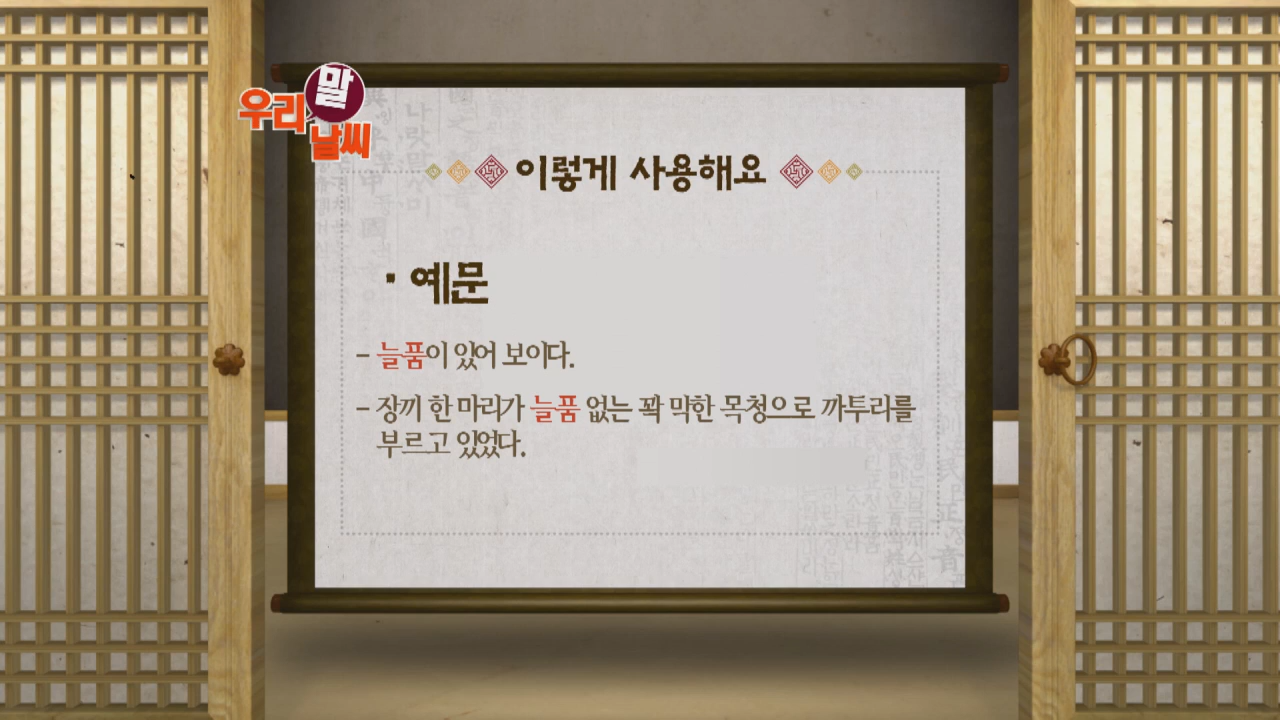 우리말
날씨
이렇게 사용해요
· 예문
- 늘품이 있어 보이다.
- 장끼 한 마리가 늘품 없는 꽉 막한 목청으로 까투리를
부르고 있었다.